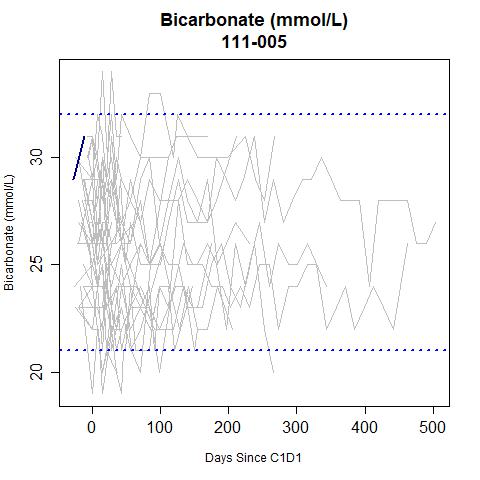 Bicarbonate (mmol/L)
111-005
Bicarbonate (mmol/L)
30
25
20
0 100 200 300 400 500
Days Since C1D1